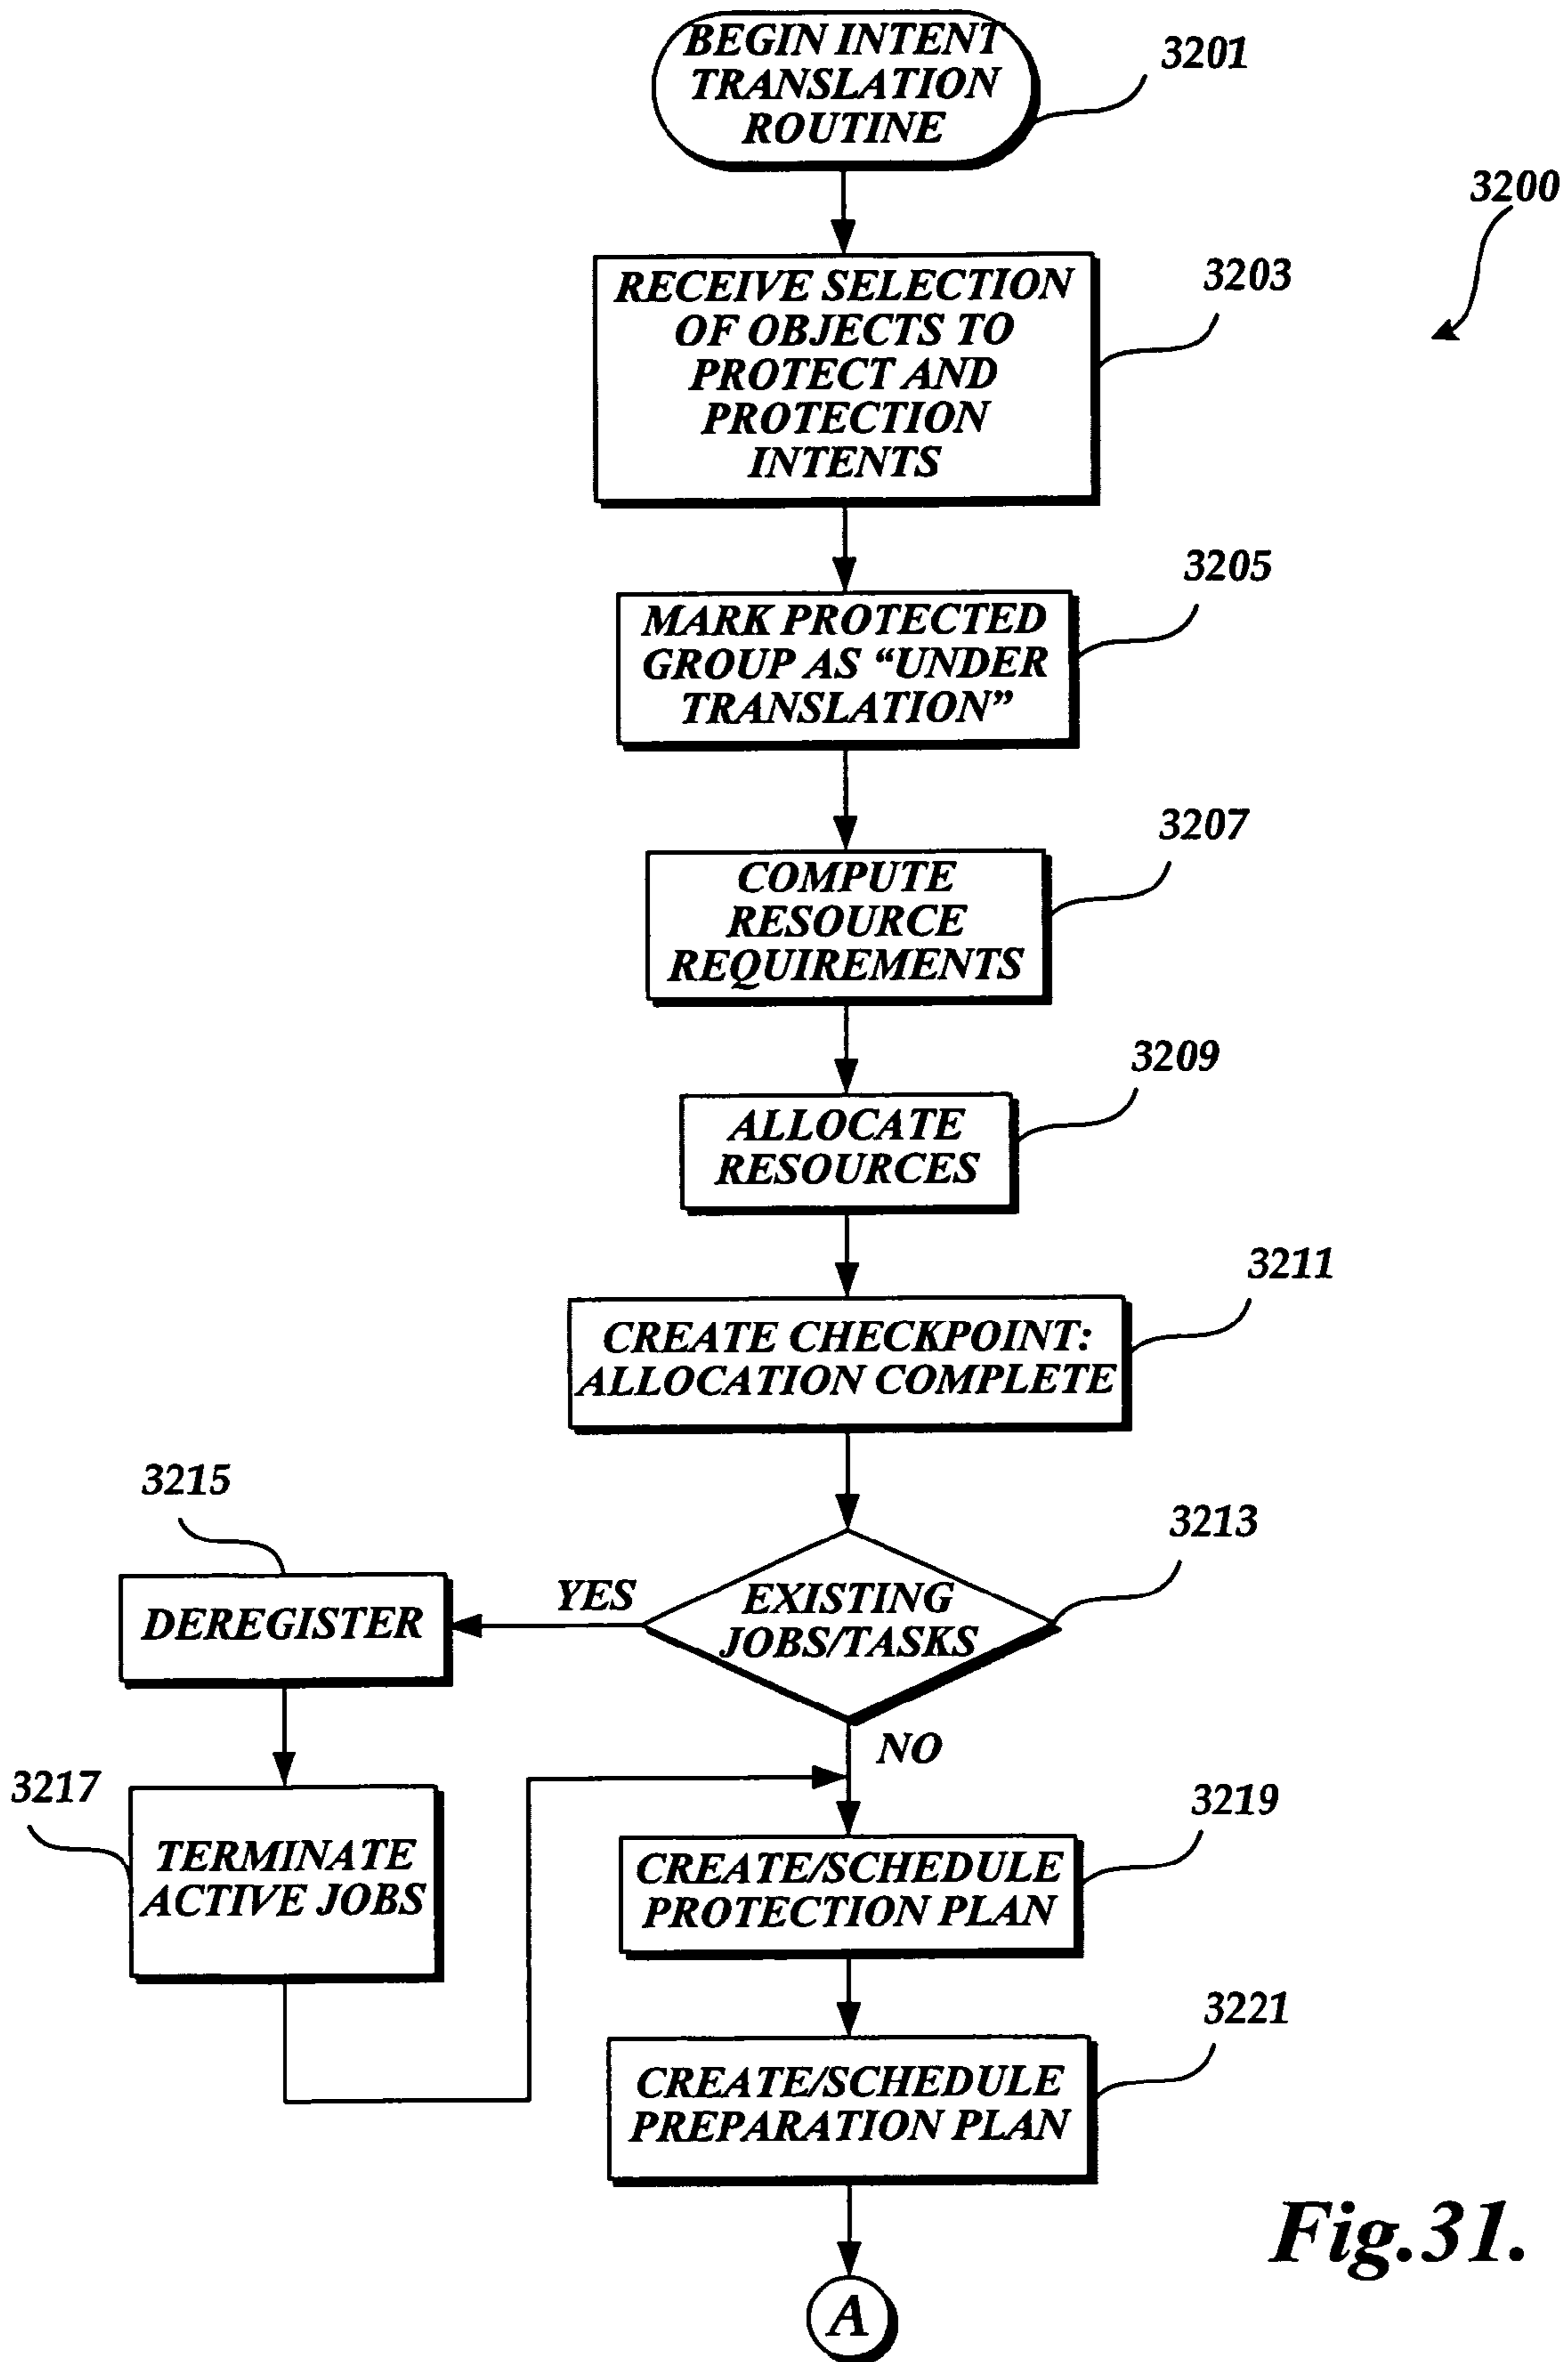 BEGIN INTENT
TRANSLATION
ROUTINE
3201
3200
RECEIVE SELECTION
OF OBJECTS TO
PROTECT AND
PROTECTION
INTENTS
3203
MARK PROTECTED
GROUP AS “UNDER
TRANSLATION”
3205
COMPUTE
RESOURCE
REQUIREMENTS
3207
ALLOCATE
RESOURCES
3209
CREATE CHECKPOINT:
ALLOCATION COMPLETE
3211
EXISTING
JOBS/TASKS
3213
YES
3215
DEREGISTER
NO
3217
TERMINATE
ACTIVE JOBS
CREATE/SCHEDULE
PROTECTION PLAN
3219
CREATE/SCHEDULE
PREPARATION PLAN
3221
A
Fig.31.